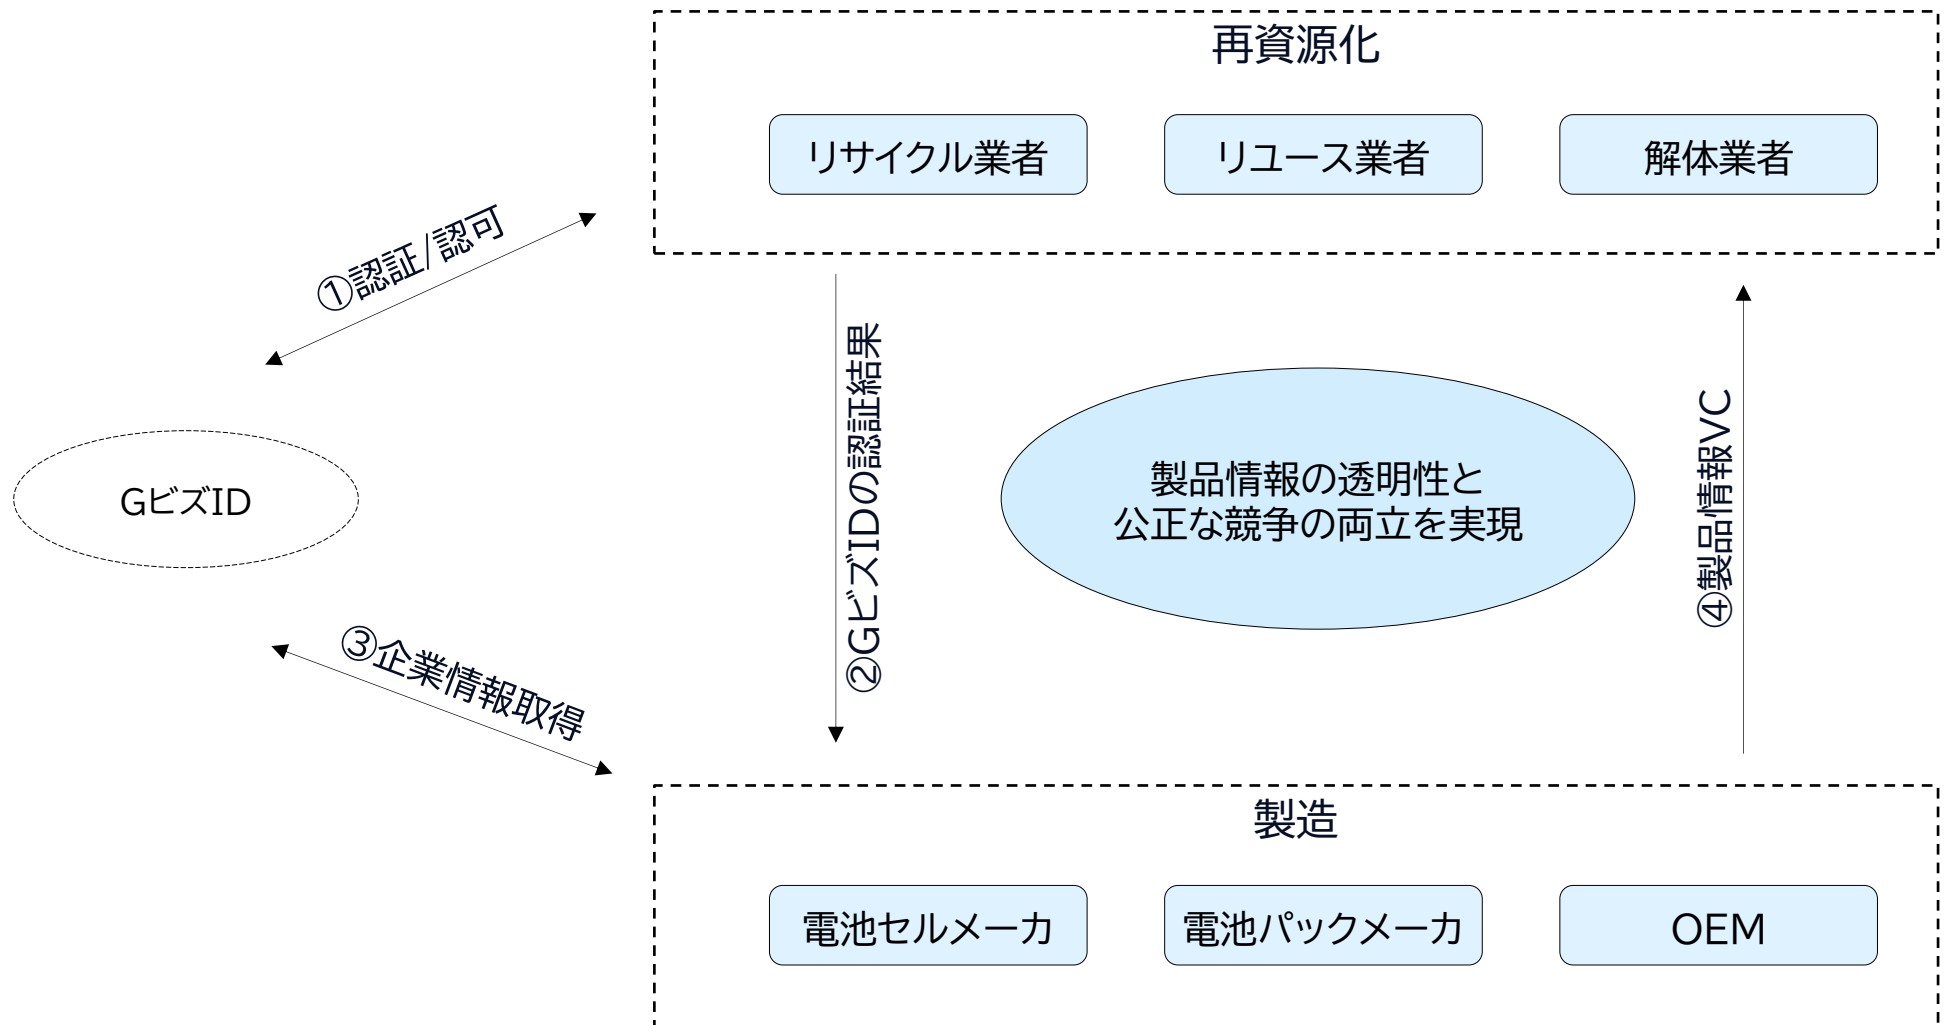 再資源化
リサイクル業者
リユース業者
解体業者
①認証/認可
②GビズIDの認証結果
製品情報の透明性と
公正な競争の両立を実現
④製品情報VC
GビズID
③企業情報取得
製造
電池セルメーカ
電池パックメーカ
OEM